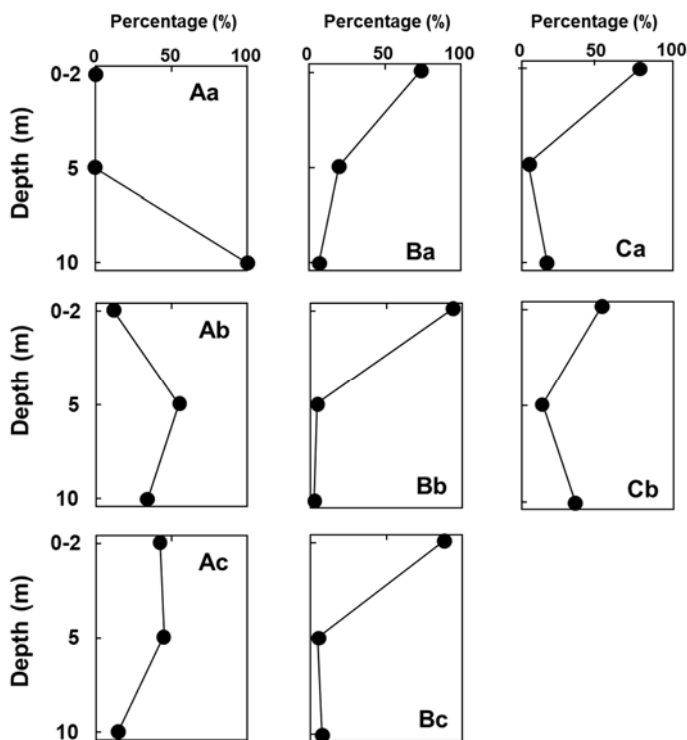 Percentage (%) Percentage (%) Percentage (%)
0 50 100 0 50 100 0 50 100
0-2
5
10
Depth (m)
Aa Ba Ca
0-2
5
10
Depth (m)
Ab Bb Cb
0-2
5
10
Depth (m)
Ac Bc